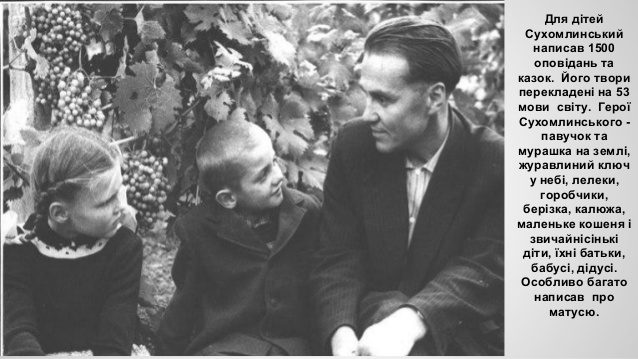 Для дітей
Сухомлинський
написав 1500
оповідань та
казок. Його твори
перекладені на 53
мови світу. Герої
Сухомлинського -
павучок та
мурашка на землі,
журавлиний ключ
у небі, лелеки,
горобчики,
берізка, калюжа,
маленьке кошеня і
звичайнісінькі
діти, їхні батьки,
бабусі, дідусі.
Особливо багато
написав про
матусю.